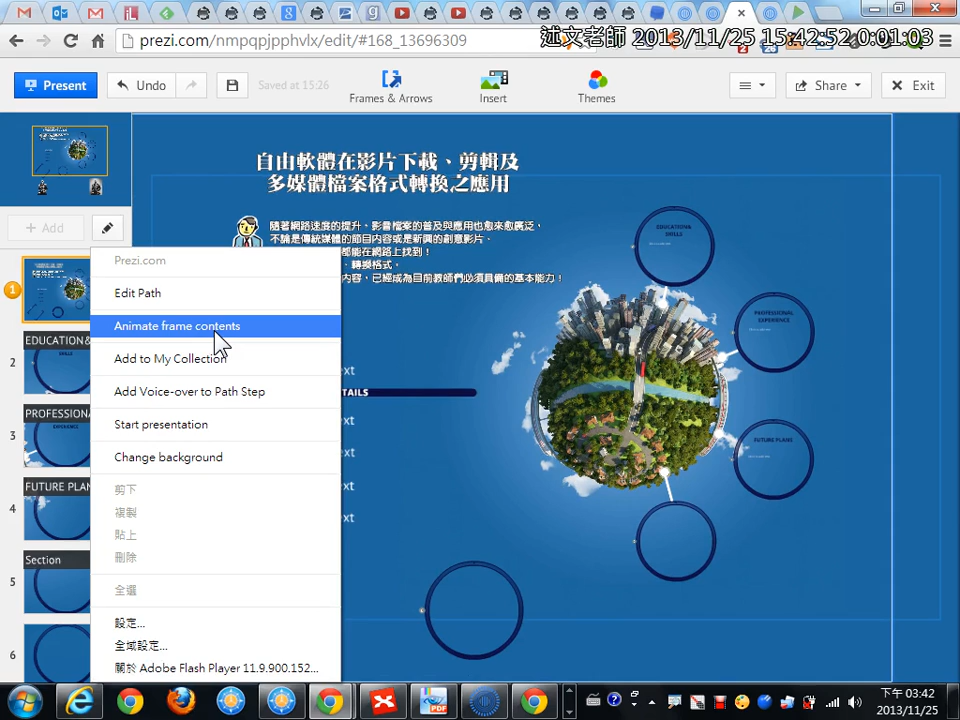 prezi.com/nmpqpjpphvlx/edit/#168_13696309
述文老師 2013/11/25 15:42:52 0:01:03
Present
Undo
Saved at 15:26
Frames & Arrows
Insert
Themes
Share
Exit
+ Add
自由軟體在影片下載、剪輯及
多媒體檔案格式轉換之應用
隨著網路速度的提升、影音檔案的普及與應用也愈來愈廣泛，
不論是傳統媒體的節目內容或是新興的創意影片，
都能在網路上找到！
、轉換格式，
內容，已經成為目前教師們必須具備的基本能力！
EDUCATION&
SKILLS
PROFESSIONAL
EXPERIENCE
FUTURE PLANS
xt
TAILS
xt
ext
ext
ext
1
2
EDUCATION&
SKILLS
3
PROFESSIONA
EXPERIENCE
4
FUTURE PLAN
5
Section
6
Prezi.com
Edit Path
Animate frame contents
Add to My Collection
Add Voice-over to Path Step
Start presentation
Change background
剪下
複製
貼上
刪除
全選
設定...
全域設定...
關於 Adobe Flash Player 11.9.900.152...
PDF
下午 03:42
2013/11/25